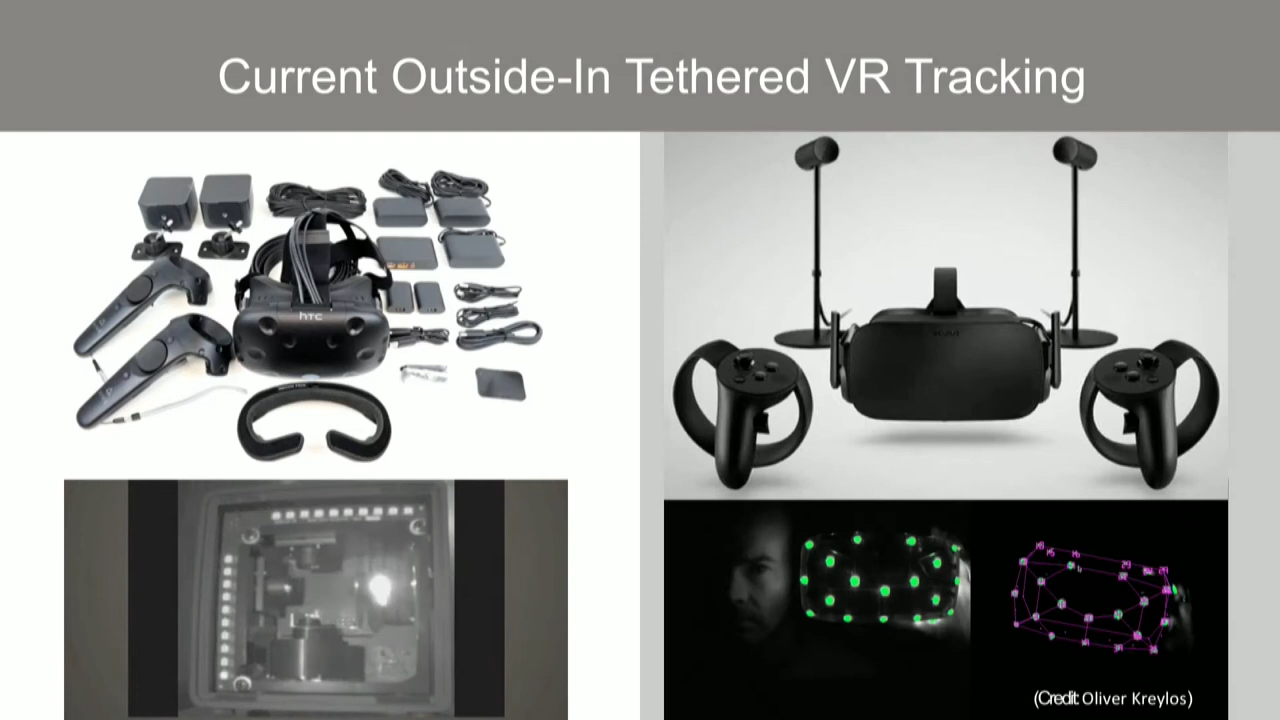 Current Outside-In Tethered VR Tracking
hTC
(Credit: Oliver Kreylos)